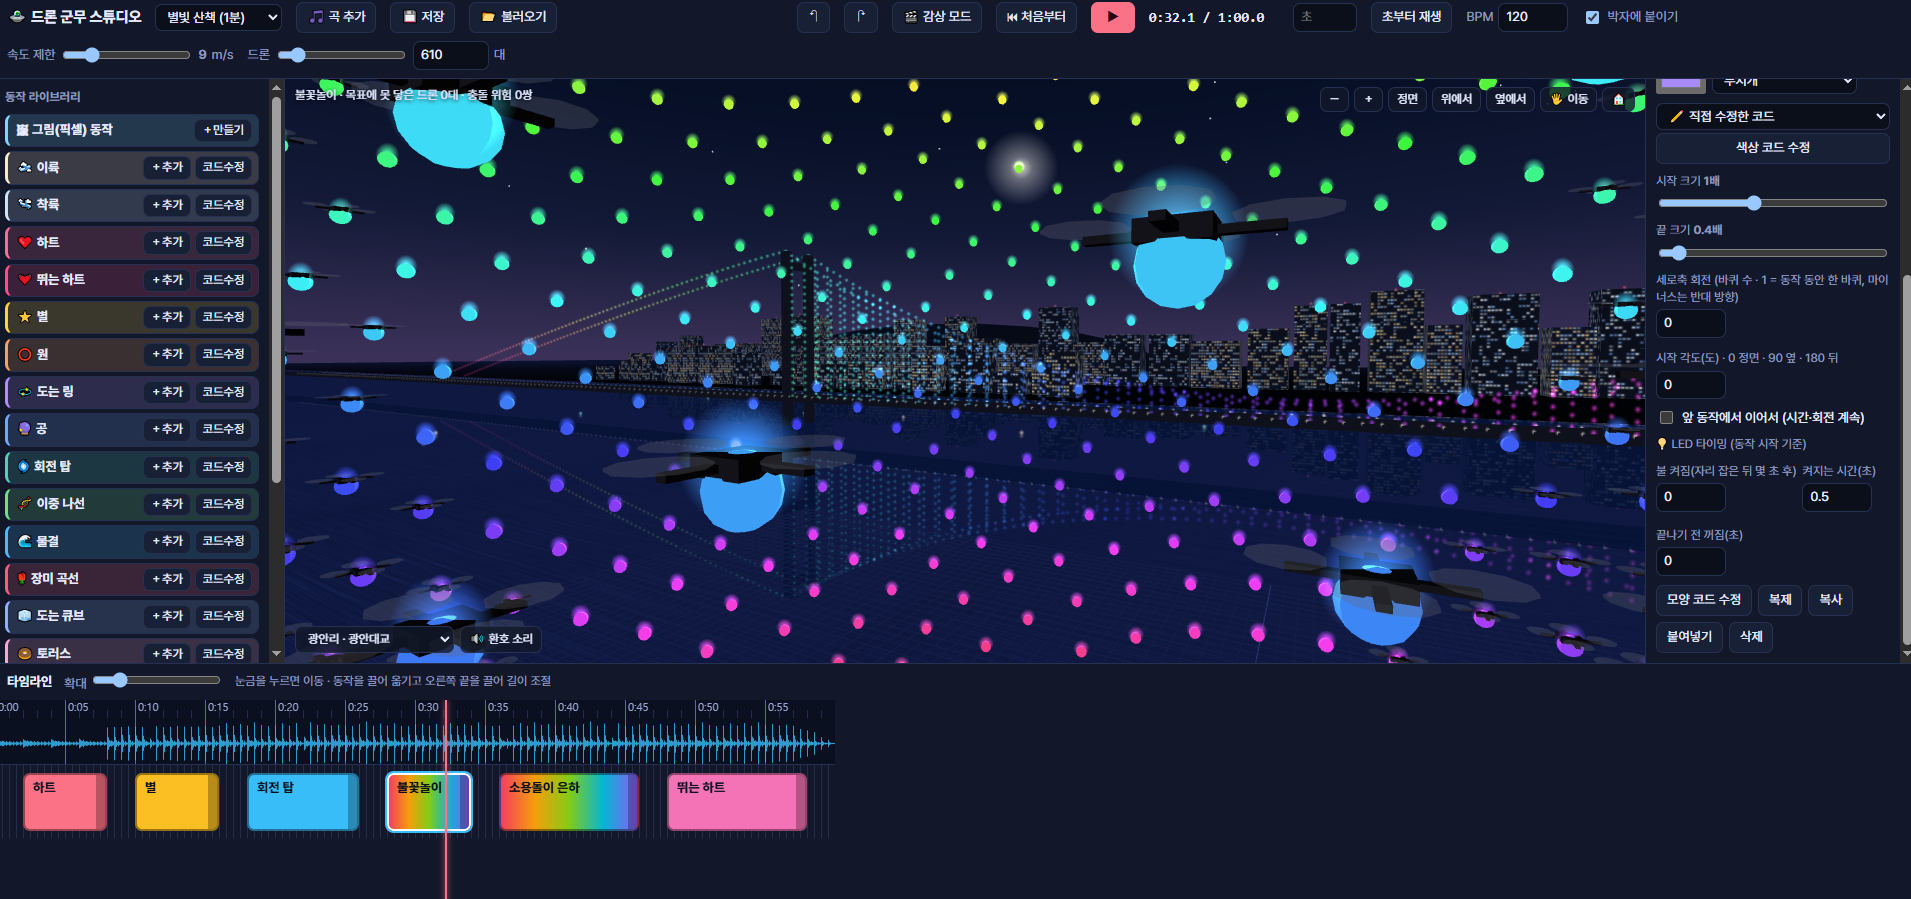 드론 군무 스튜디오
별빛 산책 (1분)
곡 추가
저장
불러오기
감상 모드
처음부터
0:32.1 / 1:00.0
초
초부터 재생
BPM 120
박자에 붙이기
속도 제한
9 m/s
드론
610
대
동작 라이브러리
그림(픽셀) 동작
+ 만들기
이륙
+ 추가
코드수정
착륙
+ 추가
코드수정
하트
+ 추가
코드수정
뛰는 하트
+ 추가
코드수정
별
+ 추가
코드수정
원
+ 추가
코드수정
도는 링
+ 추가
코드수정
공
+ 추가
코드수정
회전 탑
+ 추가
코드수정
이중 나선
+ 추가
코드수정
물결
+ 추가
코드수정
장미 곡선
+ 추가
코드수정
도는 큐브
+ 추가
코드수정
토러스
+ 추가
코드수정
불꽃놀이 · 목표에 못 닿은 드론 0대 · 충돌 위험 0쌍
−
+
정면
위에서
옆에서
이동
광안리 · 광안대교
환호 소리
무지개
직접 수정한 코드
색상 코드 수정
시작 크기 1배
끝 크기 0.4배
세로축 회전 (바퀴 수 · 1 = 동작 동안 한 바퀴, 마이
너스는 반대 방향)
0
시작 각도(도) · 0 정면 · 90 옆 · 180 뒤
0
앞 동작에서 이어서 (시간·회전 계속)
LED 타이밍 (동작 시작 기준)
불 켜짐(자리 잡은 뒤 몇 초 후)
켜지는 시간(초)
0
0.5
끝나기 전 꺼짐(초)
0
모양 코드 수정
복제
복사
붙여넣기
삭제
타임라인
확대
눈금을 누르면 이동 · 동작을 끌어 옮기고 오른쪽 끝을 끌어 길이 조절
0:00
0:05
0:10
0:15
0:20
0:25
0:30
0:35
0:40
0:45
0:50
0:55
하트
별
회전 탑
불꽃놀이
소용돌이 은하
뛰는 하트